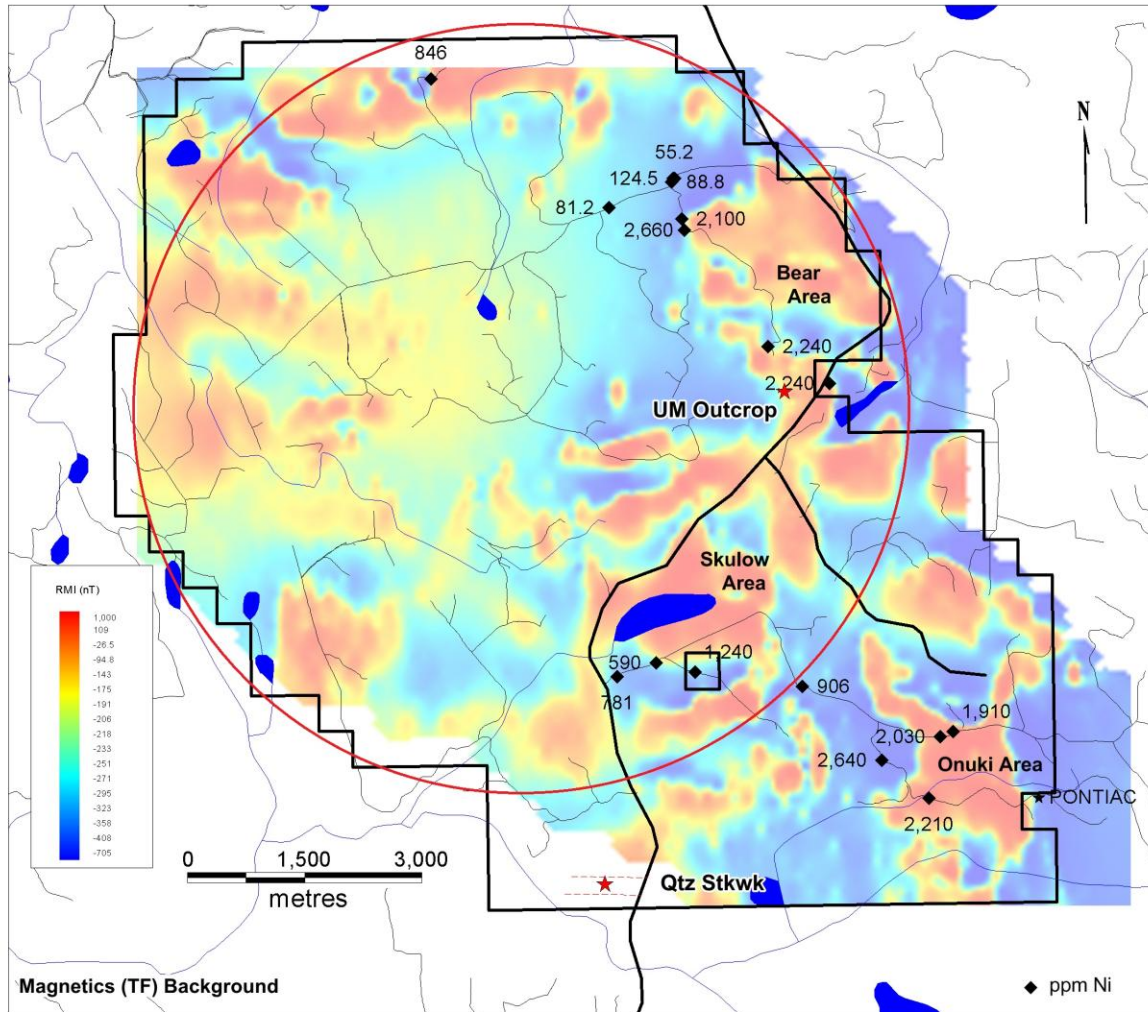 846
N
55.2
124.5
88.8
81.2
2,100
2,660
Bear
Area
2,240
2,240
UM Outcrop
Skulow
Area
RMI (nT)
1,000
109
-26.5
-94.8
-143
-175
-193
-207
-218
-233
-251
-271
-295
-323
-358
-408
-705
590
1,240
781
906
1,910
2,030
2,640
Onuki Area
PONTIAC
2,210
0 1,500 3,000
metres
Qtz Stkwk
Magnetics (TF) Background
ppm Ni